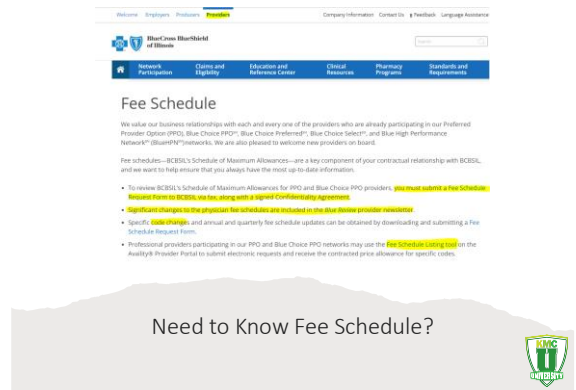 Welcome Employers Producers Providers Company Information Contact Us Feedback Language Assistance
BlueCross BlueShield
of Illinois
Search
Network Participation Claims and Eligibility Education and Reference Center Clinical Resources Pharmacy Programs Standards and Requirements
Fee Schedule
We value our business relationships with each and every one of the providers who are already participating in our Preferred
Provider Option (PPO), Blue Choice PPO℠, Blue Choice Preferred℠, Blue Choice Select℠, and Blue High Performance
Network℠ (BlueHPN℠)networks. We are also pleased to welcome new providers on board.
Fee schedules—BCBSIL's Schedule of Maximum Allowances—are a key component of your contractual relationship with BCBSIL,
and we want to help ensure that you always have the most up-to-date information.
• To review BCBSIL's Schedule of Maximum Allowances for PPO and Blue Choice PPO providers, you must submit a Fee Schedule
Request Form to BCBSIL via fax, along with a signed Confidentiality Agreement.
• Significant changes to the physician fee schedules are included in the Blue Review provider newsletter.
• Specific code changes and annual and quarterly fee schedule updates can be obtained by downloading and submitting a Fee
Schedule Request Form.
• Professional providers participating in our PPO and Blue Choice PPO networks may use the Fee Schedule Listing tool on the
Availity® Provider Portal to submit electronic requests and receive the contracted price allowance for specific codes.
Need to Know Fee Schedule?
KMC
U
UNIVERSITY